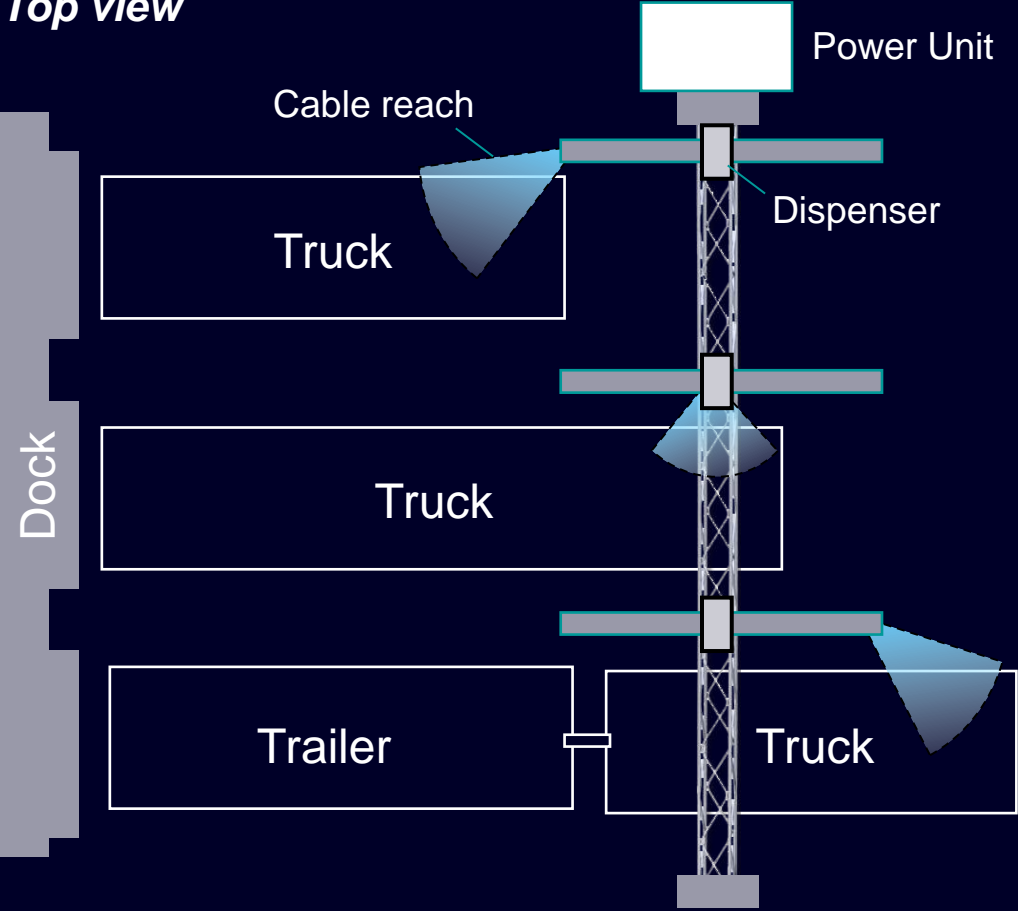 Top view
Power Unit
Cable reach
Dispenser
Truck
Dock
Truck
Trailer
Truck